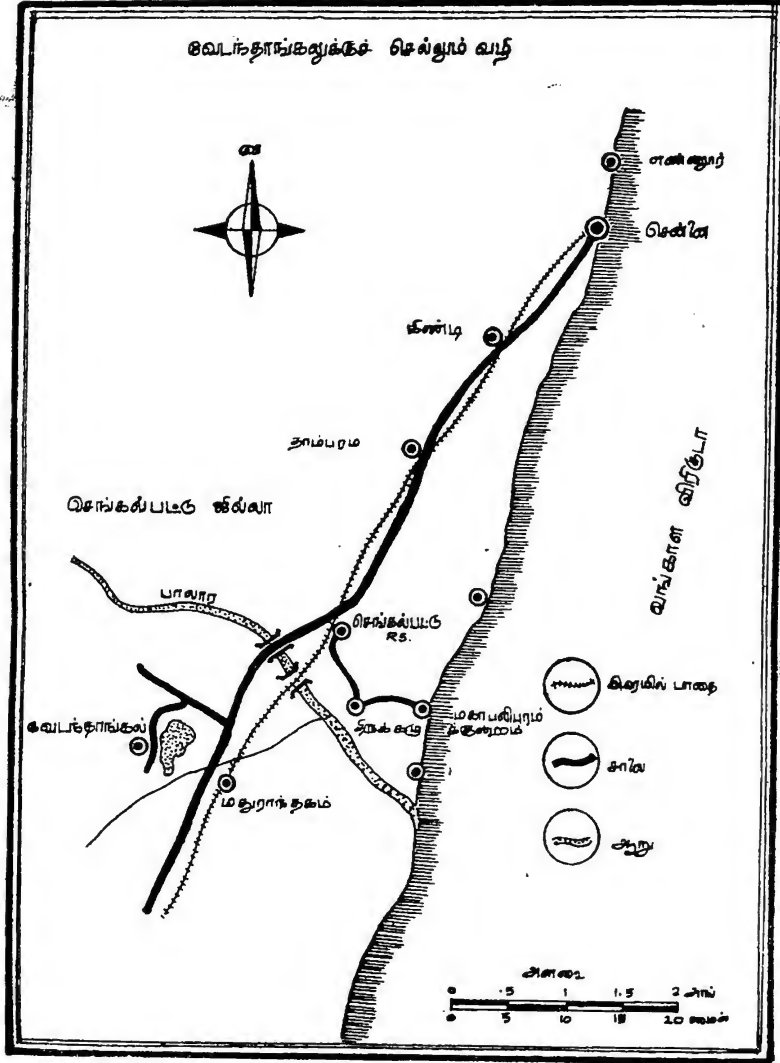 வேடந்தாங்கலுக்குச் செல்லும் வழி
எண்ணூர்
சென்னை
கிண்டி
தாம்பரம
செங்கல்பட்டு ஜில்லா
வங்காள விரிகுடா
பாலாற
செங்கல்பட்டு
RS.
இரயில் பாதை
வேடந்தாங்கல்
திருக்கழு
மகாபலிபுரம்
க்குன்றம்
சாலை
மதுராந்தகம்
ஆறு
அளவை
0 .5 1 1.5 2 அங்
0 5 10 15 20 மைல்